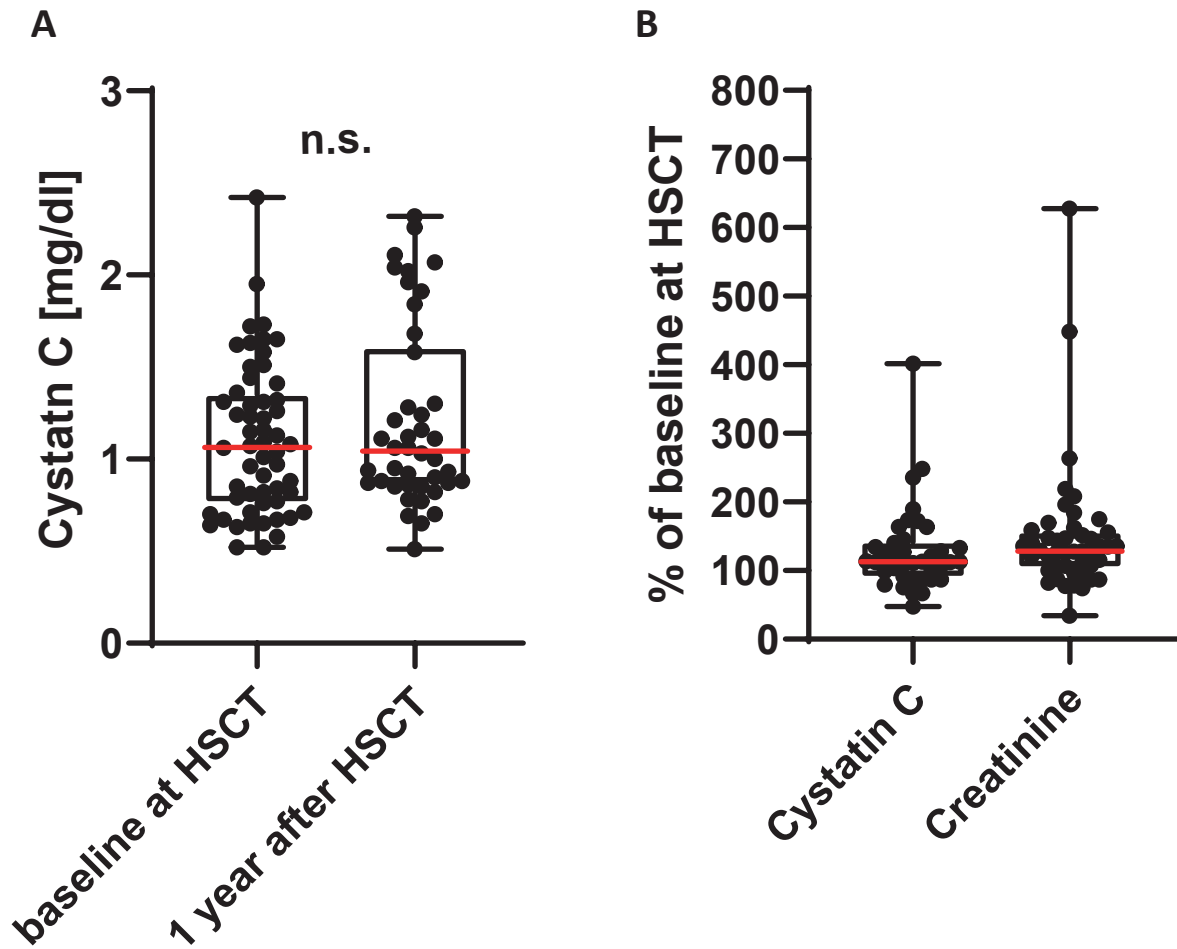 A
Cystatn C [mg/dl]
3
2
1
0
n.s.
baseline at HSCT
1 year after HSCT
B
% of baseline at HSCT
800
700
600
500
400
300
200
100
0
Cystatin C
Creatinine